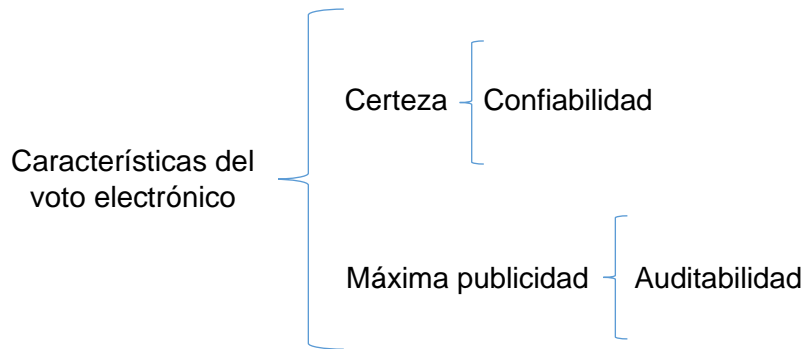 Certeza
Confiabilidad
Características del
voto electrónico
Máxima publicidad
Auditabilidad